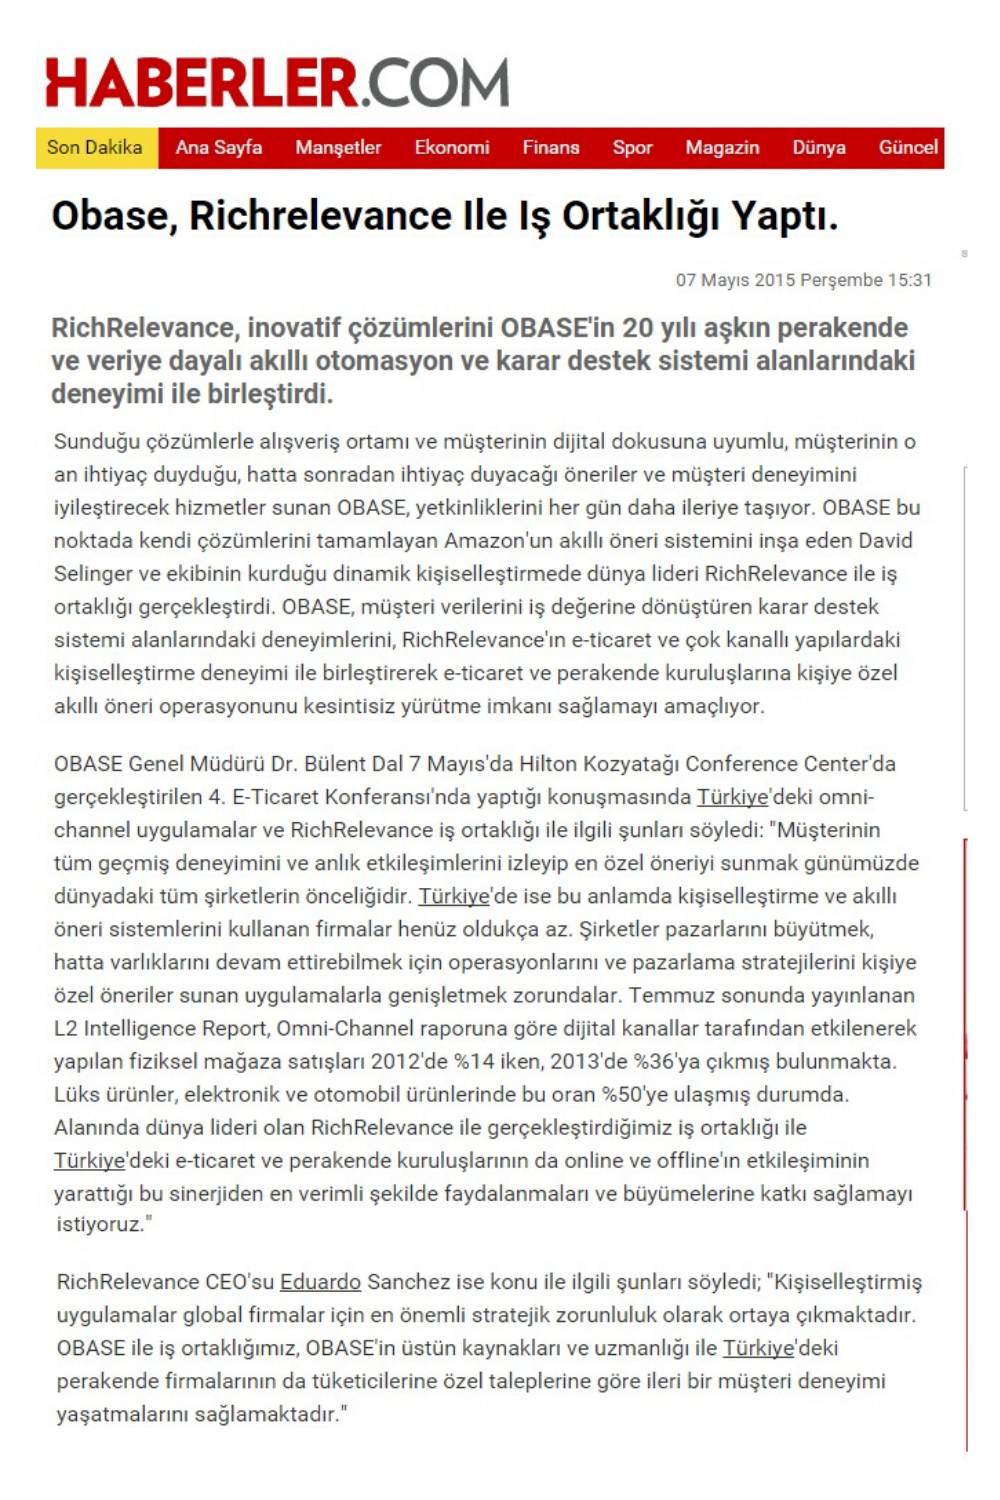 HABERLER.COM
Son Dakika Ana Sayfa Manşetler Ekonomi Finans Spor Magazin Dünya Güncel
Obase, Richrelevance Ile Iş Ortaklığı Yaptı.
s
07 Mayıs 2015 Perşembe 15:31
RichRelevance, inovatif çözümlerini OBASE'in 20 yılı aşkın perakende
ve veriye dayalı akıllı otomasyon ve karar destek sistemi alanlarındaki
deneyimi ile birleştirdi.
Sunduğu çözümlerle alışveriş ortamı ve müşterinin dijital dokusuna uyumlu, müşterinin o
an ihtiyaç duyduğu, hatta sonradan ihtiyaç duyacağı öneriler ve müşteri deneyimini
iyileştirecek hizmetler sunan OBASE, yetkinliklerini her gün daha ileriye taşıyor. OBASE bu
noktada kendi çözümlerini tamamlayan Amazon'un akıllı öneri sistemini inşa eden David
Selinger ve ekibinin kurduğu dinamik kişiselleştirmede dünya lideri RichRelevance ile iş
ortaklığı gerçekleştirdi. OBASE, müşteri verilerini iş değerine dönüştüren karar destek
sistemi alanlarındaki deneyimlerini, RichRelevance'ın e-ticaret ve çok kanallı yapılardaki
kişiselleştirme deneyimi ile birleştirerek e-ticaret ve perakende kuruluşlarına kişiye özel
akıllı öneri operasyonunu kesintisiz yürütme imkanı sağlamayı amaçlıyor.
OBASE Genel Müdürü Dr. Bülent Dal 7 Mayıs'da Hilton Kozyatağı Conference Center'da
gerçekleştirilen 4. E-Ticaret Konferansı'nda yaptığı konuşmasında Türkiye'deki omni-
channel uygulamalar ve RichRelevance iş ortaklığı ile ilgili şunları söyledi: "Müşterinin
tüm geçmiş deneyimini ve anlık etkileşimlerini izleyip en özel öneriyi sunmak günümüzde
dünyadaki tüm şirketlerin önceliğidir. Türkiye'de ise bu anlamda kişiselleştirme ve akıllı
öneri sistemlerini kullanan firmalar henüz oldukça az. Şirketler pazarlarını büyütmek,
hatta varlıklarını devam ettirebilmek için operasyonlarını ve pazarlama stratejilerini kişiye
özel öneriler sunan uygulamalarla genişletmek zorundalar. Temmuz sonunda yayınlanan
L2 Intelligence Report, Omni-Channel raporuna göre dijital kanallar tarafından etkilenerek
yapılan fiziksel mağaza satışları 2012'de %14 iken, 2013'de %36'ya çıkmış bulunmakta.
Lüks ürünler, elektronik ve otomobil ürünlerinde bu oran %50'ye ulaşmış durumda.
Alanında dünya lideri olan RichRelevance ile gerçekleştirdiğimiz iş ortaklığı ile
Türkiye'deki e-ticaret ve perakende kuruluşlarının da online ve offline'ın etkileşiminin
yarattığı bu sinerjiden en verimli şekilde faydalanmaları ve büyümelerine katkı sağlamayı
istiyoruz."
RichRelevance CEO'su Eduardo Sanchez ise konu ile ilgili şunları söyledi; "Kişiselleştirmiş
uygulamalar global firmalar için en önemli stratejik zorunluluk olarak ortaya çıkmaktadır.
OBASE ile iş ortaklığımız, OBASE'in üstün kaynakları ve uzmanlığı ile Türkiye'deki
perakende firmalarının da tüketicilerine özel taleplerine göre ileri bir müşteri deneyimi
yaşatmalarını sağlamaktadır."